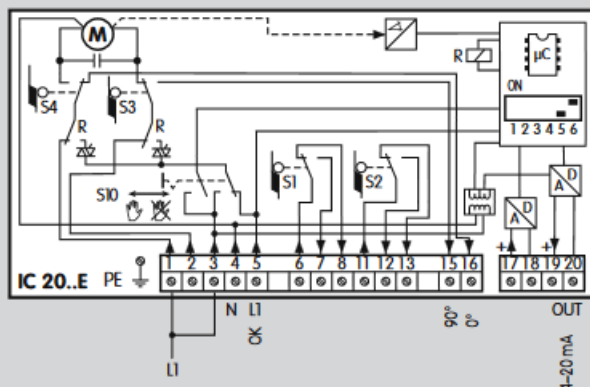 M
R
µC
ON
1 2 3 4 5 6
S4
S3
R
R
S1
S2
S10
D
A
D
A
+
+
IC 20..E
PE
1 2 3 4 5 6 7 8 11 12 13 15 16 17 18 19 20
N
L1
OK
90°
0°
OUT
L1
4–20 mA